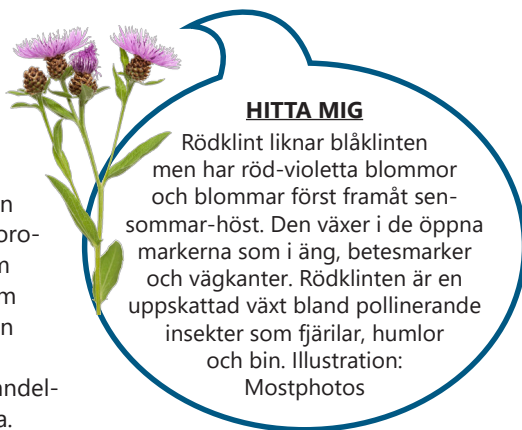 HITTA MIG
Rödklint liknar blåklinten
men har röd-violetta blommor
och blommar först framåt sen-
sommar-höst. Den växer i de öppna
markerna som i äng, betesmarker
och vägkanter. Rödklinten är en
uppskattad växt bland pollinerande
insekter som fjärilar, humlor
och bin. Illustration:
Mostphotos